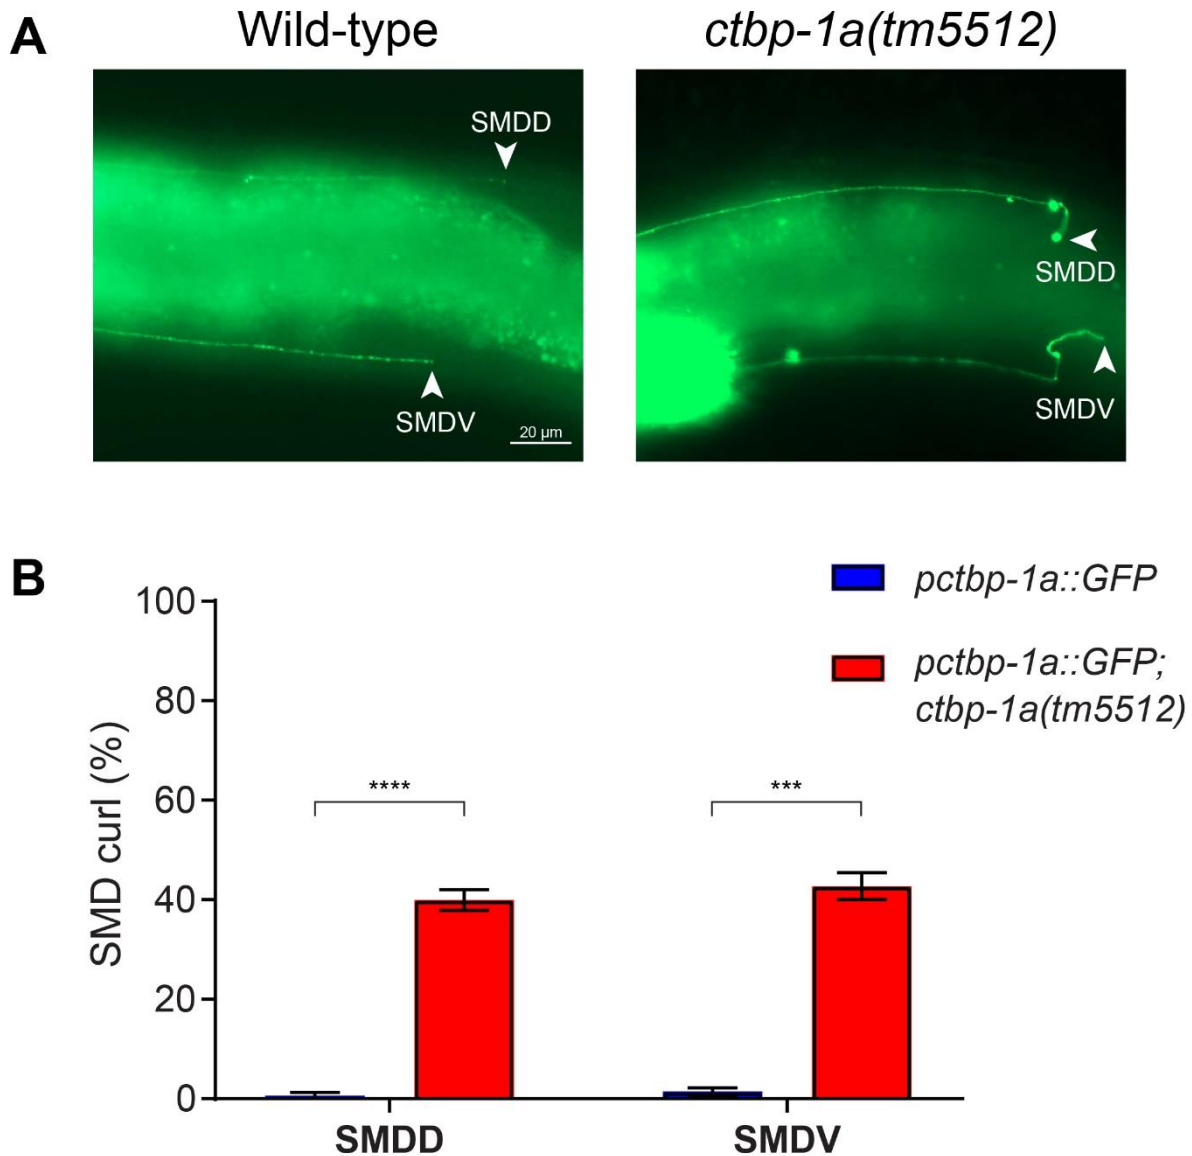 A
Wild-type
ctbp-1a(tm5512)
SMDD
SMDV
20 µm
SMDD
SMDV
B
SMD curl (%)
100
80
60
40
20
0
****
***
pctbp-1a::GFP
pctbp-1a::GFP;
ctbp-1a(tm5512)
SMDD
SMDV